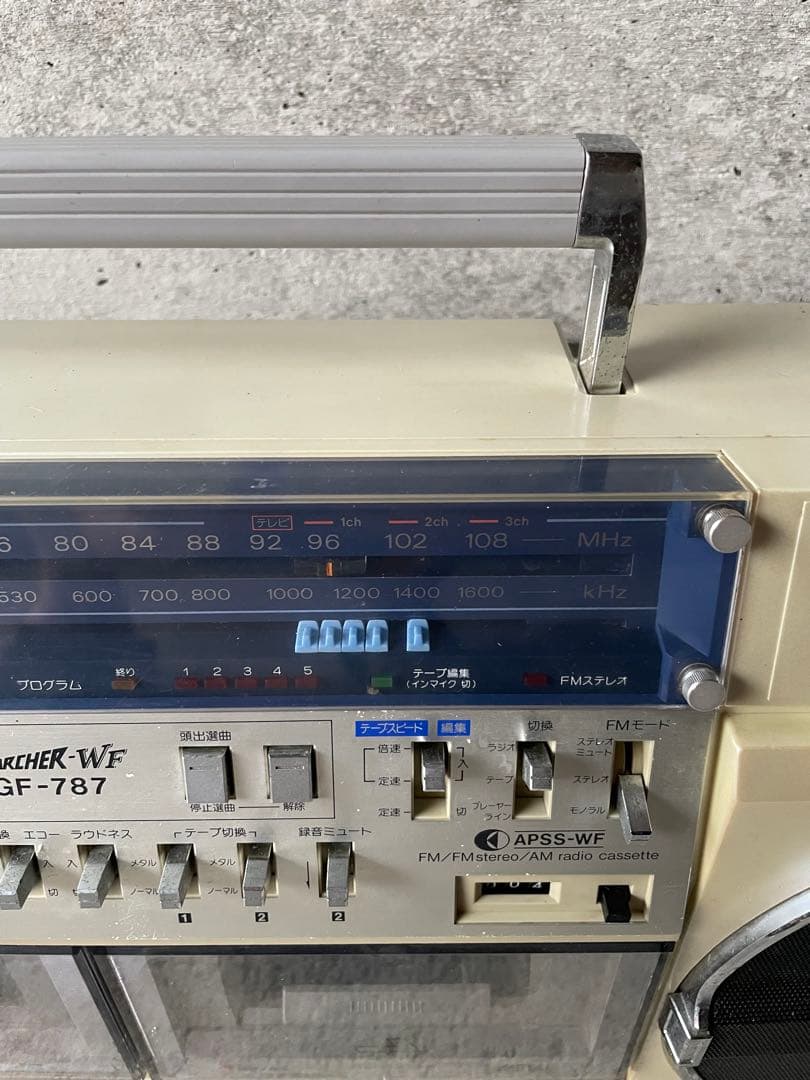 テレビ 1ch 2ch 3ch
80 84 88 92 96 102 108 MHz
530 600 700 800 1000 1200 1400 1600 kHz
プログラム 終り 1 2 3 4 5 テープ編集 FMステレオ
(インマイク 切)
頭出選曲 テープスピード 編集 切換 FMモード
ARCHER-WF 倍速 入 ラジオ ステレオ
ミュート
GF-787 定速 テープ ステレオ
停止選曲 解除 定速 切 プレーヤー モノラル
ライン
エコー ラウドネス テープ切換 録音ミュート APSS-WF
入 入 メタル メタル FM/FM stereo/AM radio cassette
切 切 ノーマル ノーマル
1 2 2